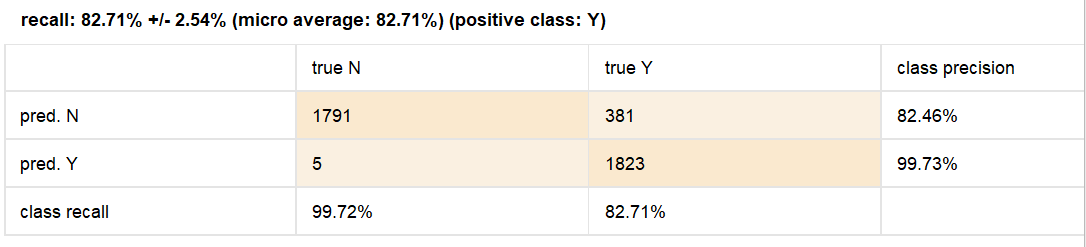 recall: 82.71% +/- 2.54% (micro average: 82.71%) (positive class: Y)
true N true Y class precision
pred. N 1791 381 82.46%
pred. Y 5 1823 99.73%
class recall 99.72% 82.71%